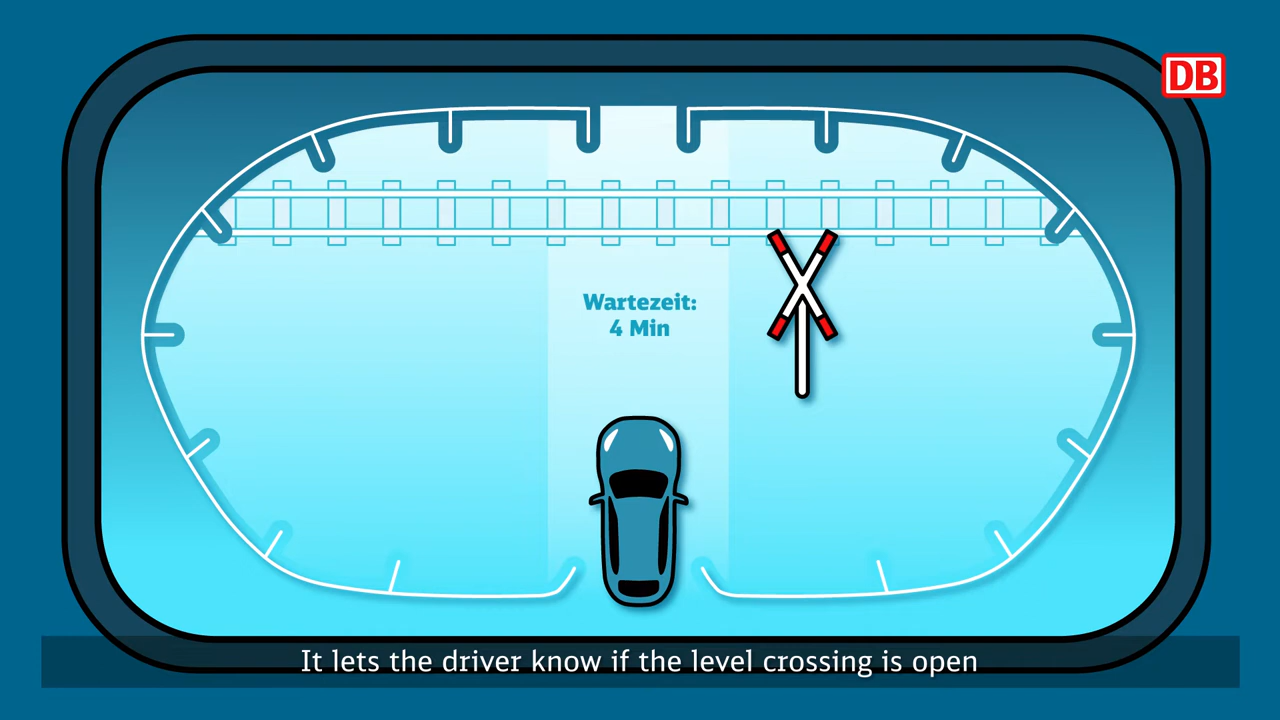 DB
Wartezeit:
4 Min
It lets the driver know if the level crossing is open